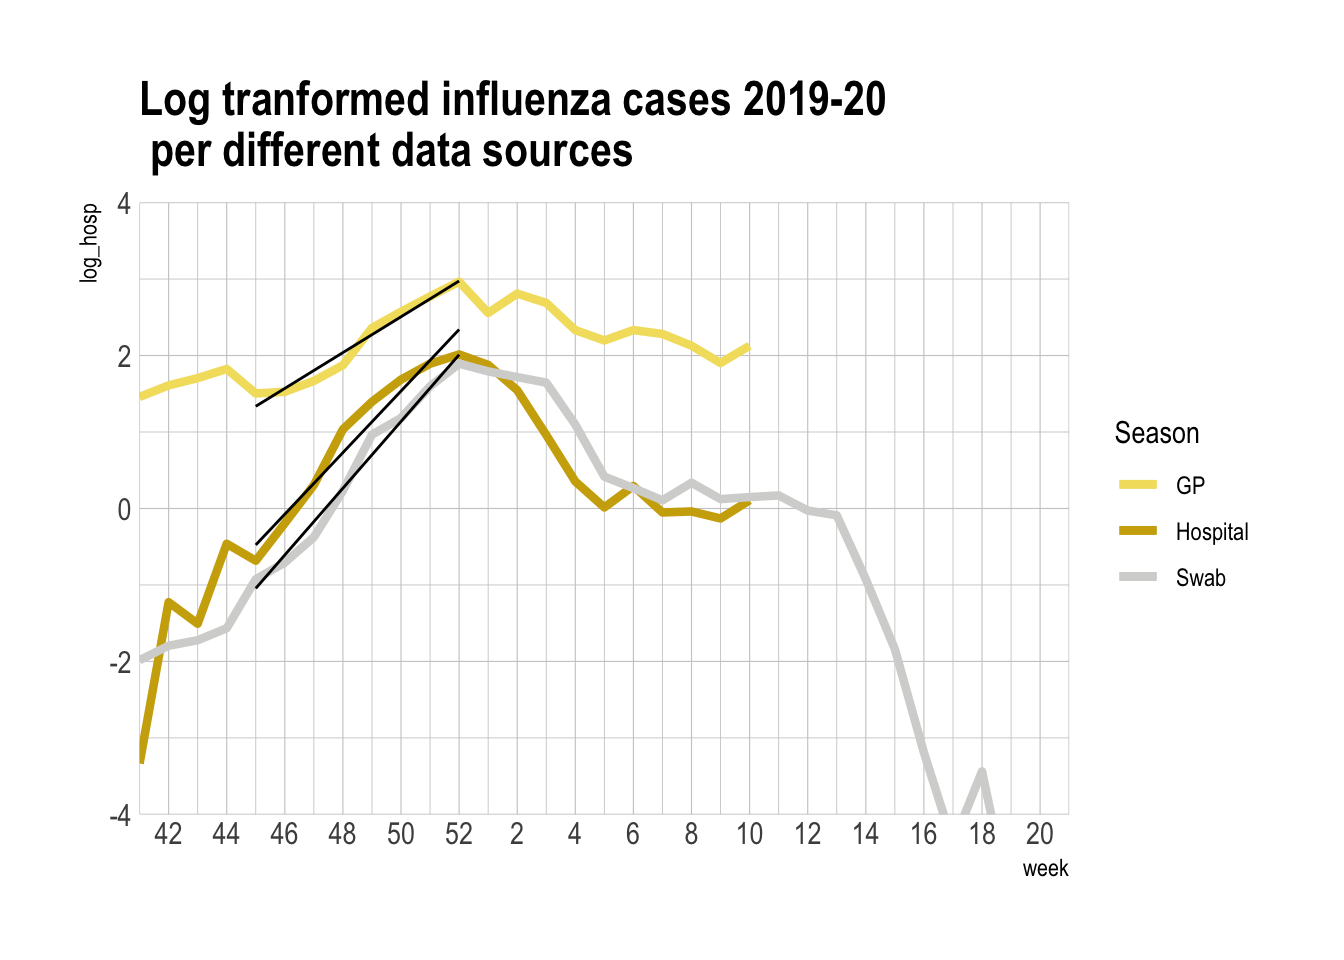 Log tranformed influenza cases 2019-20
per different data sources
log_hosp
4
2
0
-2
-4
42 44 46 48 50 52 2 4 6 8 10 12 14 16 18 20
week
Season
GP
Hospital
Swab